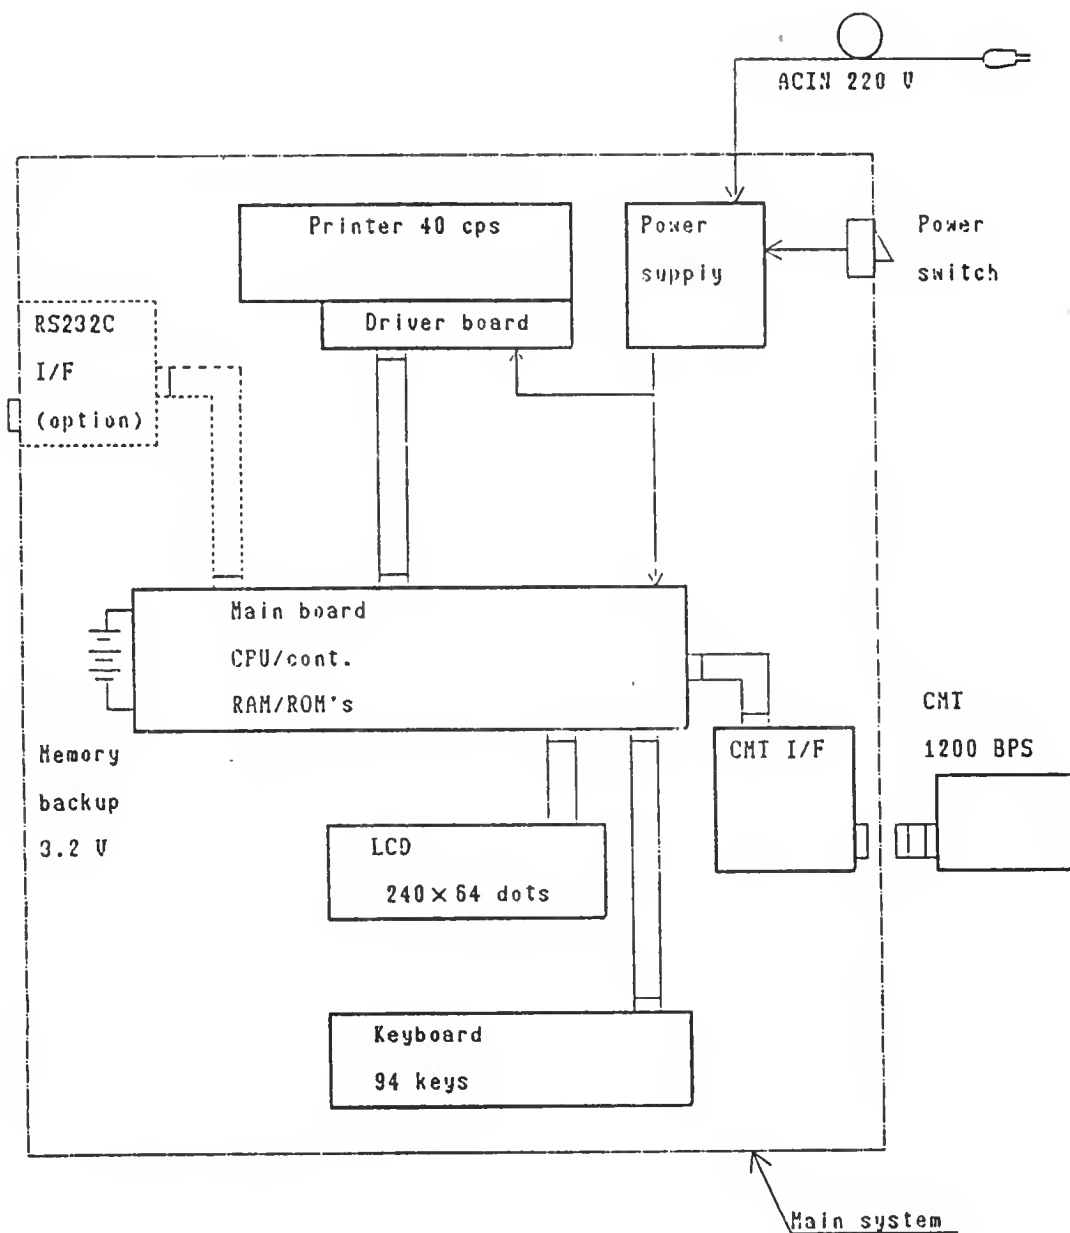 ACIN 220 V
Printer 40 cps
Driver board
Power
supply
Power
switch
RS232C
I/F
(option)
Main board
CPU/cont.
RAM/ROM's
Memory
backup
3.2 V
CMT I/F
CMT
1200 BPS
LCD
240×64 dots
Keyboard
94 keys
Main system